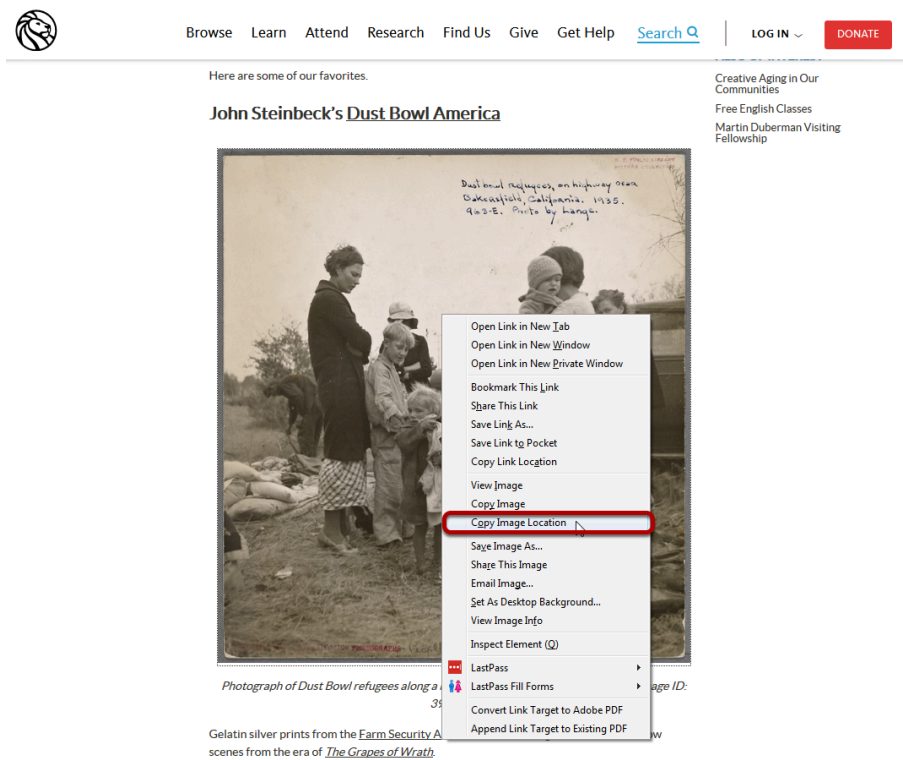 Browse Learn Attend Research Find Us Give Get Help Search LOG IN DONATE
Here are some of our favorites.
John Steinbeck's Dust Bowl America
Creative Aging in Our
Communities
Free English Classes
Martin Duberman Visiting
Fellowship
Dust bowl refugees, on highway near
Bakersfield, California. 1935.
963-E. Photo by Lange.
Open Link in New Tab
Open Link in New Window
Open Link in New Private Window
Bookmark This Link
Share This Link
Save Link As...
Save Link to Pocket
Copy Link Location
View Image
Copy Image
Copy Image Location
Save Image As...
Share This Image
Email Image...
Set As Desktop Background...
View Image Info
Inspect Element (Q)
LastPass
LastPass Fill Forms
Convert Link Target to Adobe PDF
Append Link Target to Existing PDF
Photograph of Dust Bowl refugees along a age ID:
39
Gelatin silver prints from the Farm Security A ow
scenes from the era of The Grapes of Wrath.